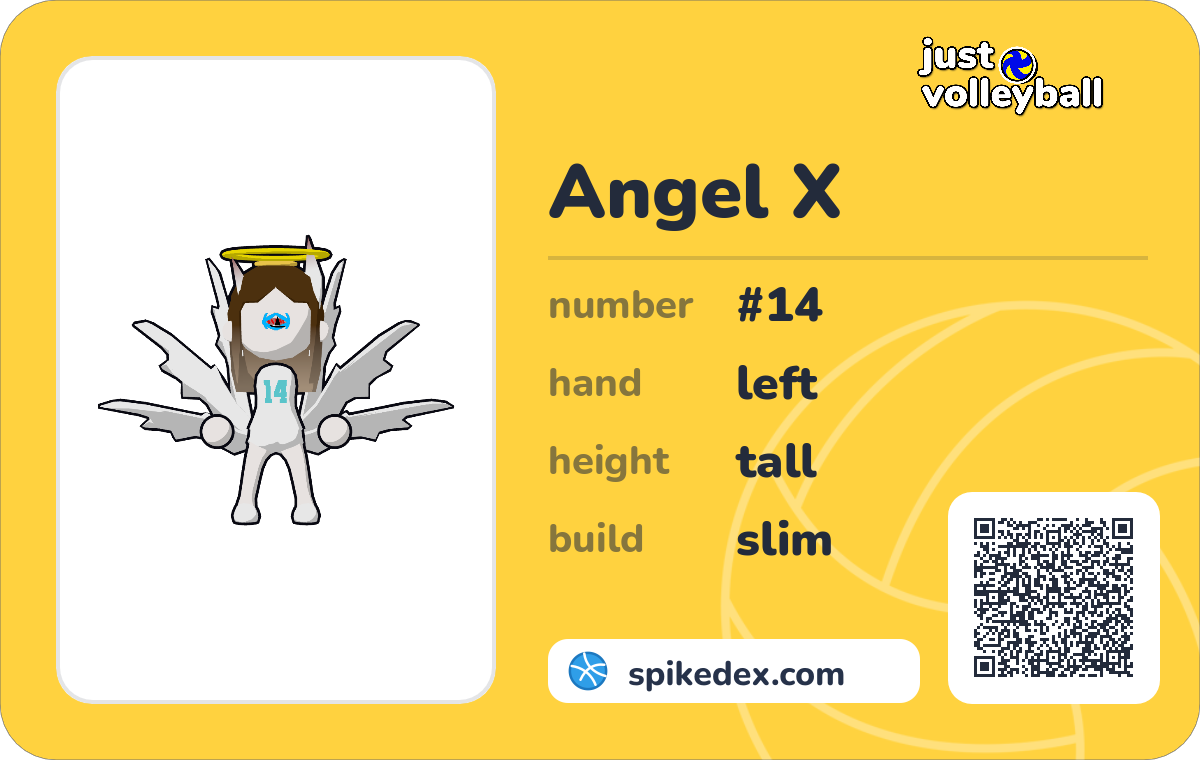 just
volleyball
Angel X
number #14
hand left
height tall
build slim
14
spikedex.com